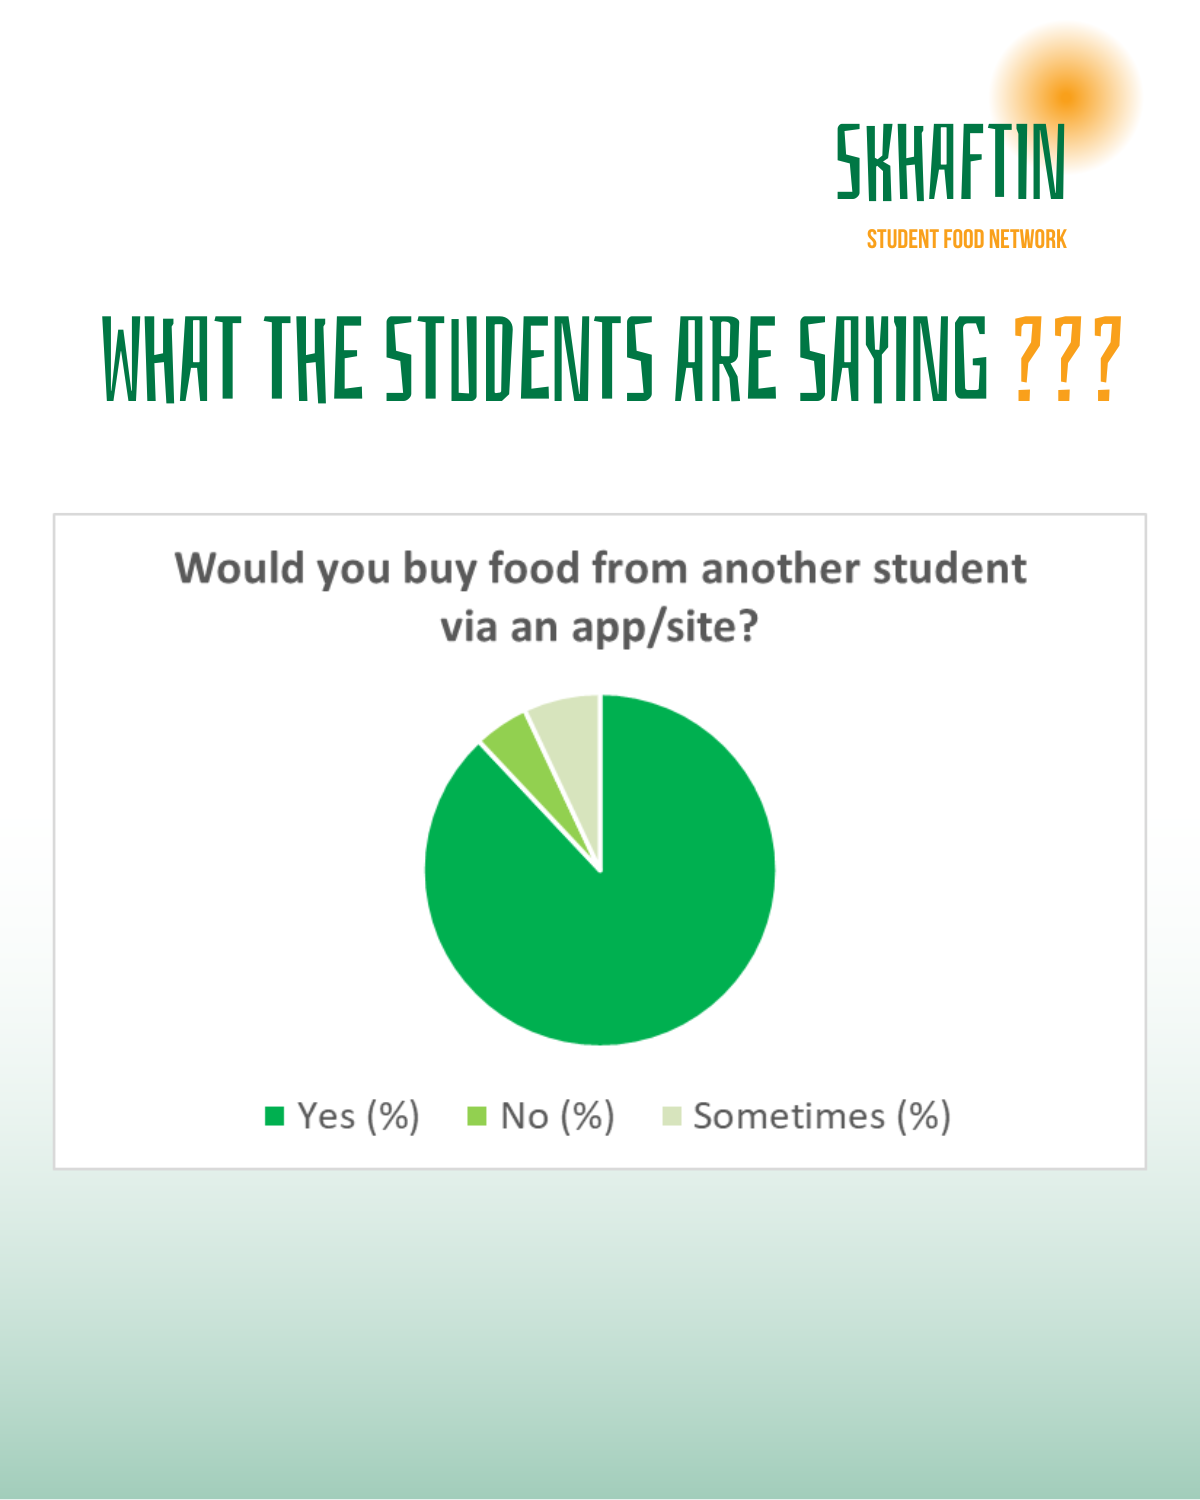 SKHAFTIN
STUDENT FOOD NETWORK
WHAT THE STUDENTS ARE SAYING ???
Would you buy food from another student
via an app/site?
Yes (%) No (%) Sometimes (%)